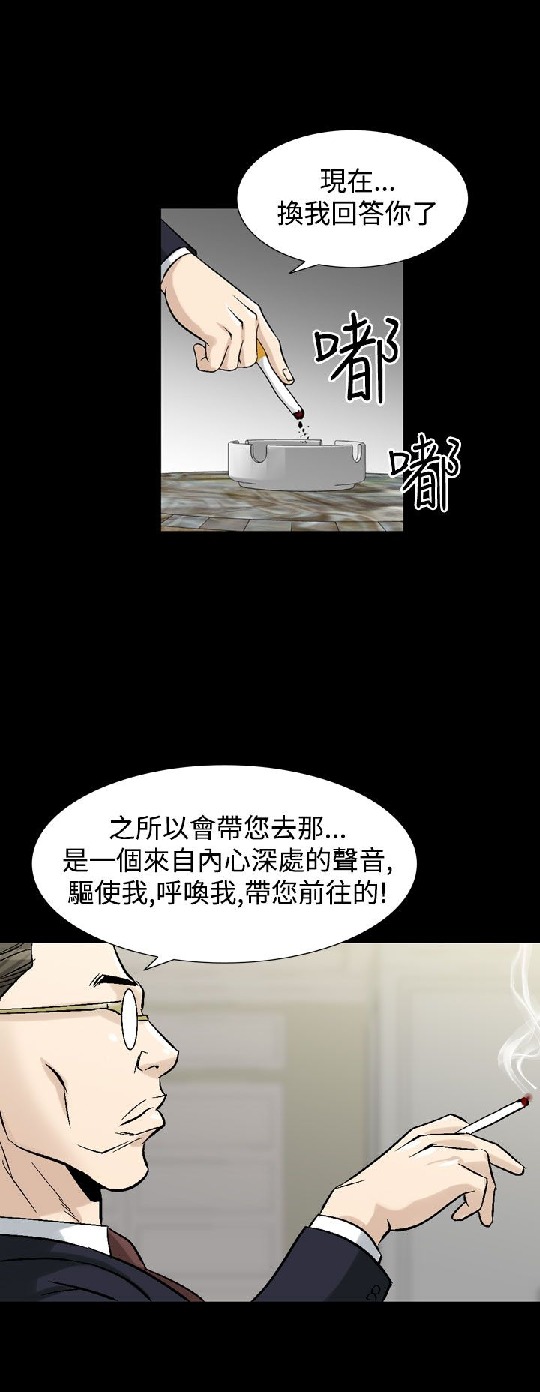 現在...
換我回答你了
嘟
嘟
之所以會帶您去那...
是一個來自內心深處的聲音,
驅使我,呼喚我,帶您前往的!